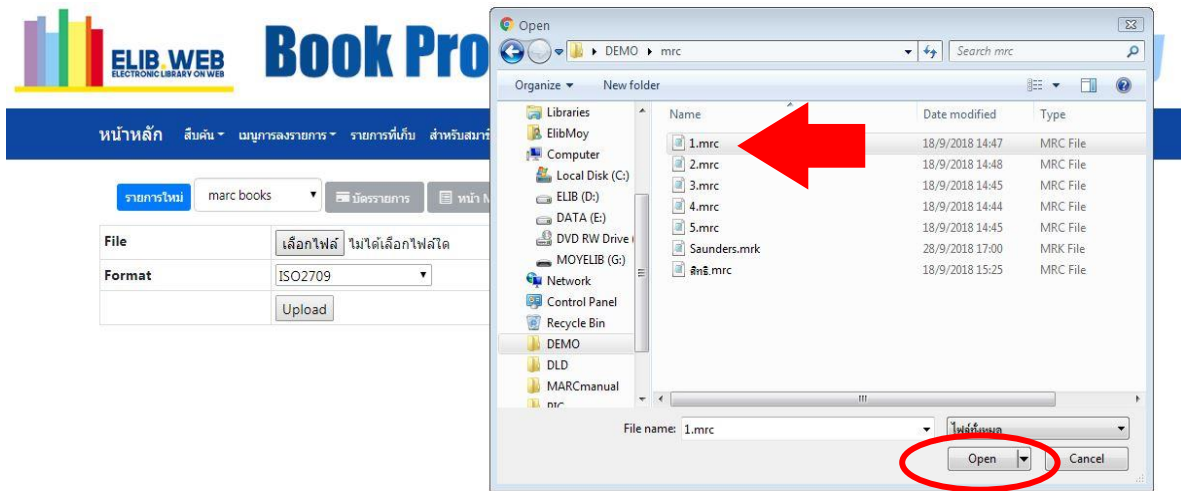 ELIB.WEB
ELECTRONIC LIBRARY ON WEB
Book Pro
หน้าหลัก สืบค้น เมนูการลงรายการ รายการที่เก็บ
รายการใหม่ marc books บัตรรายการ หน้า
File เลือกไฟล์ ไม่ได้เลือกไฟล์ใด
Format ISO2709
Upload
Open
DEMO mrc Search mrc
Organize New folder
Libraries
ElibMoy
Computer
Local Disk (C:)
ELIB (D:)
DATA (E:)
DVD RW Drive
MOYELIB (G:)
Network
Control Panel
Recycle Bin
DEMO
DLD
MARCmanual
PIC
Name Date modified Type
1.mrc 18/9/2018 14:47 MRC File
2.mrc 18/9/2018 14:48 MRC File
3.mrc 18/9/2018 14:45 MRC File
4.mrc 18/9/2018 14:44 MRC File
5.mrc 18/9/2018 14:45 MRC File
Saunders.mrk 28/9/2018 17:00 MRK File
สิทธิ.mrc 18/9/2018 15:25 MRC File
File name: 1.mrc ไฟล์ทั้งหมด
Open Cancel